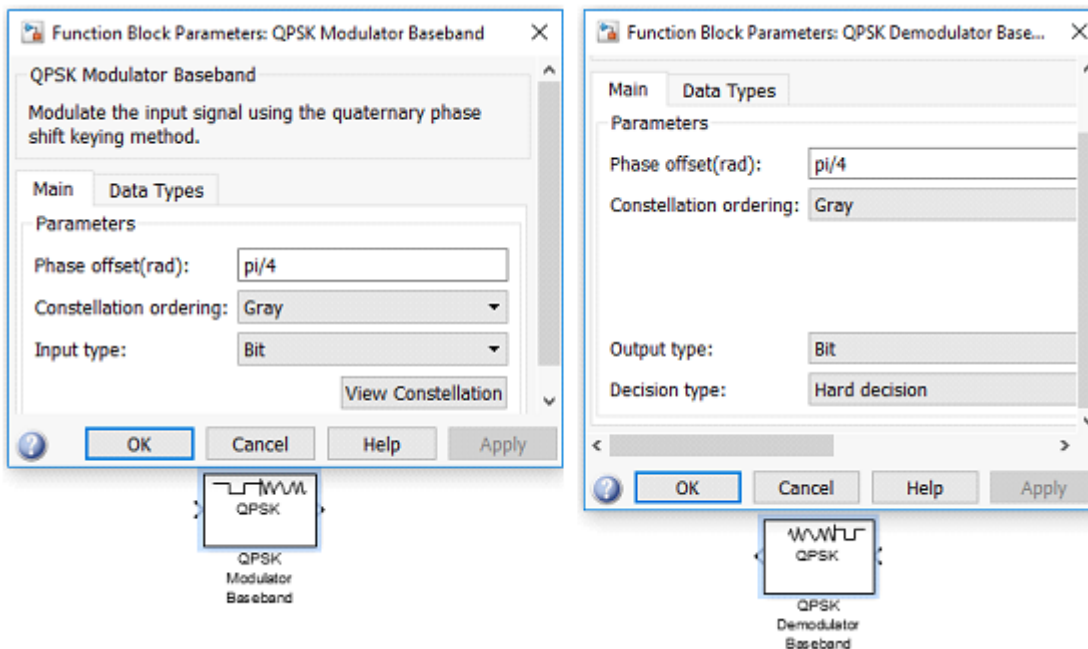 Function Block Parameters: QPSK Modulator Baseband
QPSK Modulator Baseband
Modulate the input signal using the quaternary phase
shift keying method.
Main Data Types
Parameters
Phase offset(rad): pi/4
Constellation ordering: Gray
Input type: Bit
View Constellation
OK Cancel Help Apply
QPSK
QPSK
Modulator
Baseband
Function Block Parameters: QPSK Demodulator Base...
Main Data Types
Parameters
Phase offset(rad): pi/4
Constellation ordering: Gray
Output type: Bit
Decision type: Hard decision
OK Cancel Help Apply
QPSK
QPSK
Demodulator
Baseband